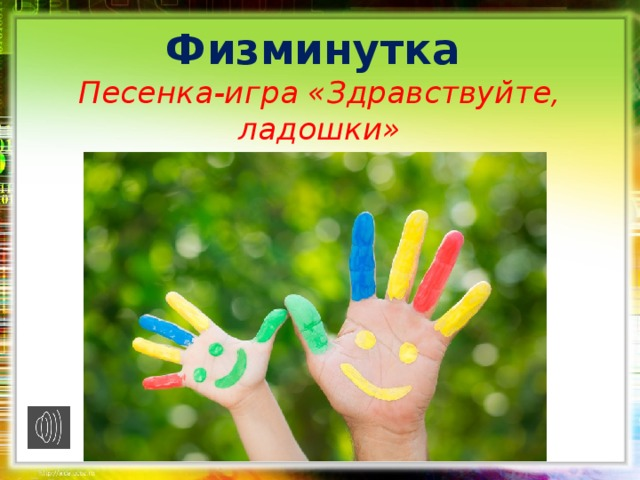 Физминутка
Песенка-игра «Здравствуйте,
ладошки»